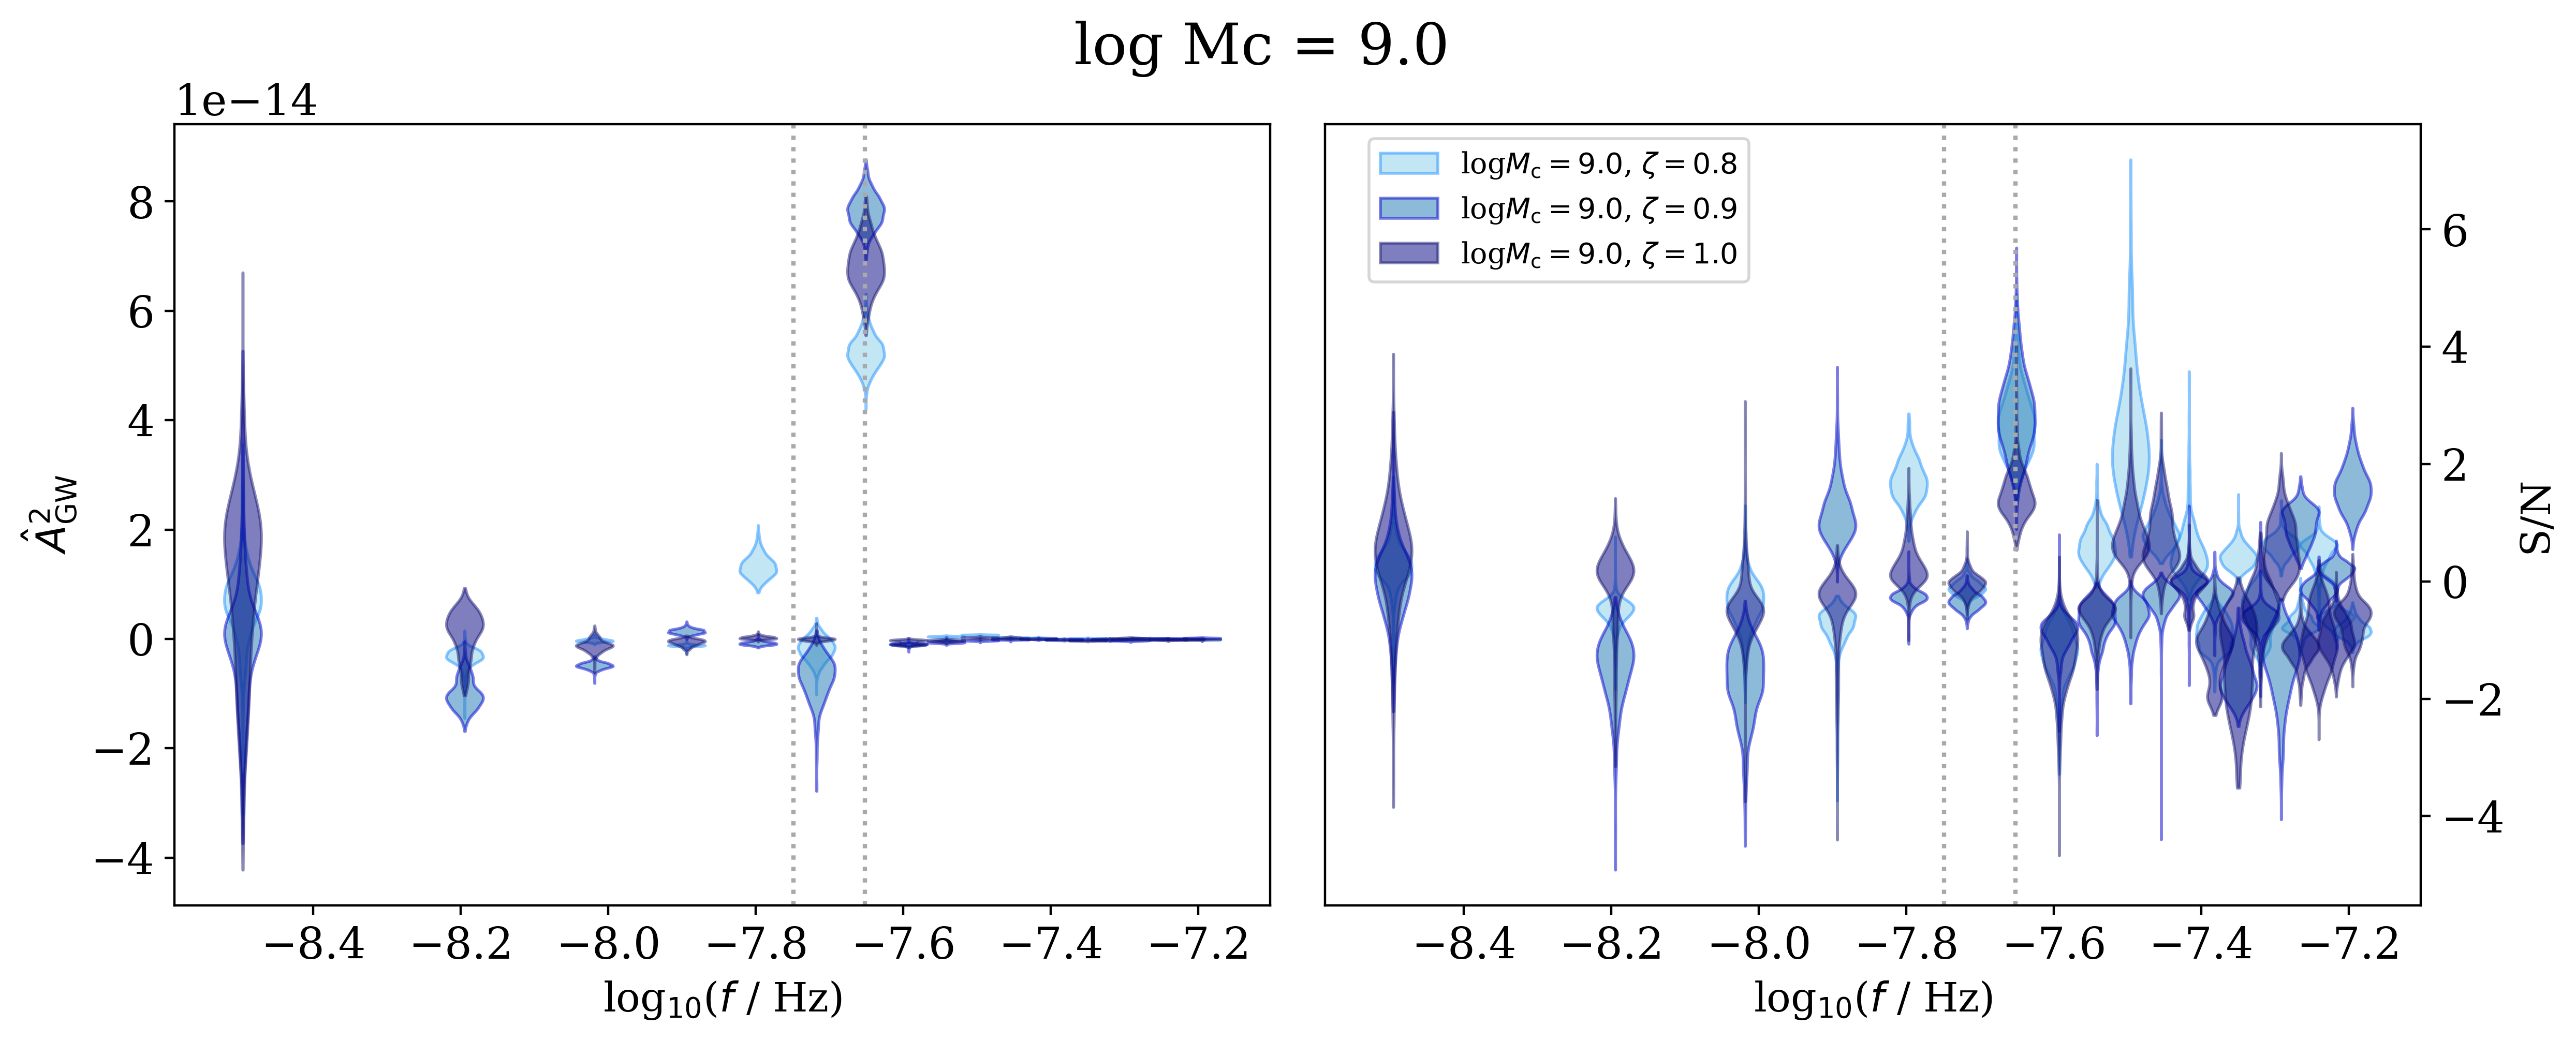 log Mc = 9.0
1e−14
8
6
4
2
0
−2
−4
Â²GW
−8.4 −8.2 −8.0 −7.8 −7.6 −7.4 −7.2
log₁₀(f / Hz)
logMc = 9.0, ζ = 0.8
logMc = 9.0, ζ = 0.9
logMc = 9.0, ζ = 1.0
6
4
2
0
−2
−4
S/N
−8.4 −8.2 −8.0 −7.8 −7.6 −7.4 −7.2
log₁₀(f / Hz)